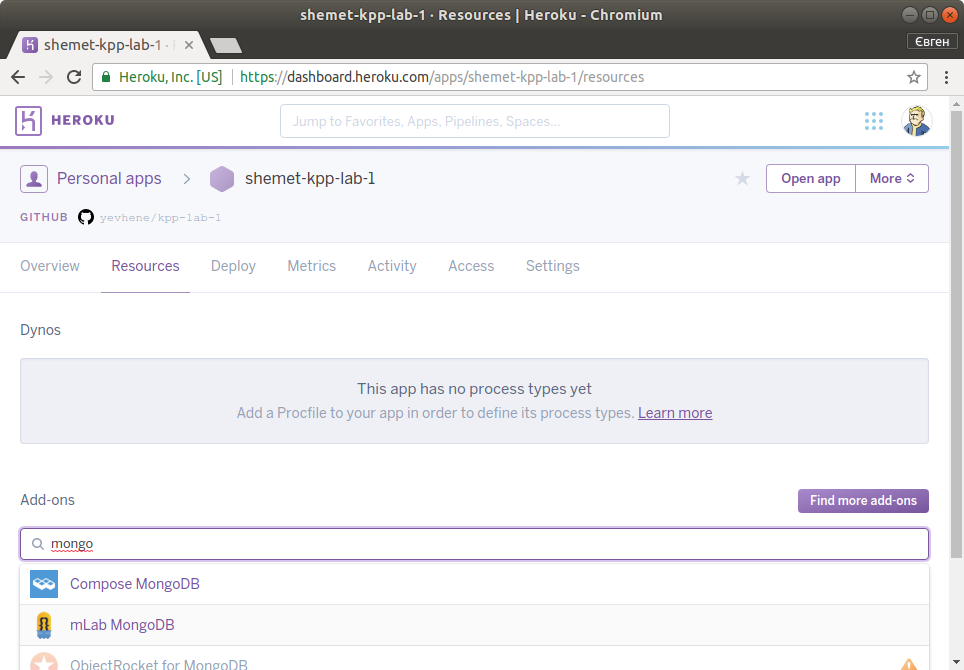 shemet-kpp-lab-1 · Resources | Heroku - Chromium
shemet-kpp-lab-1 ·
Євген
Heroku, Inc. [US] https://dashboard.heroku.com/apps/shemet-kpp-lab-1/resources
HEROKU
Jump to Favorites, Apps, Pipelines, Spaces...
Personal apps > shemet-kpp-lab-1
Open app More
GITHUB yevhene/kpp-lab-1
Overview Resources Deploy Metrics Activity Access Settings
Dynos
This app has no process types yet
Add a Procfile to your app in order to define its process types. Learn more
Add-ons
Find more add-ons
mongo
Compose MongoDB
mLab MongoDB
ObjectRocket for MongoDB